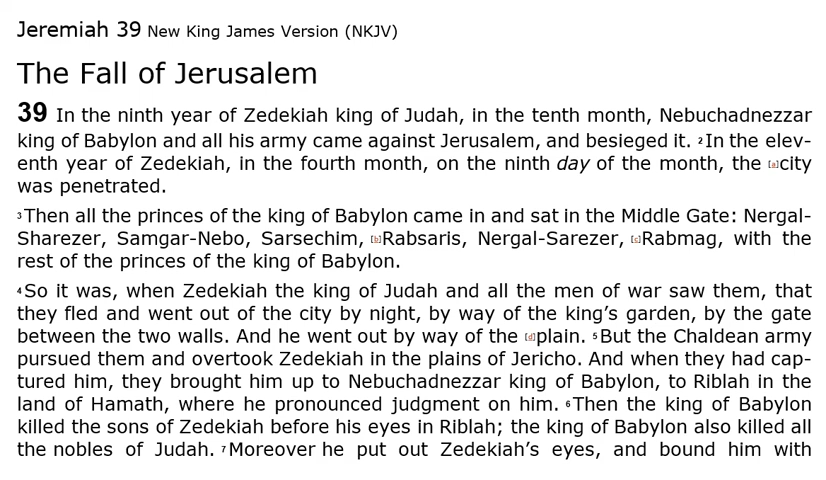 Jeremiah 39 New King James Version (NKJV)
The Fall of Jerusalem
39 In the ninth year of Zedekiah king of Judah, in the tenth month, Nebuchadnezzar
king of Babylon and all his army came against Jerusalem, and besieged it. 2 In the elev-
enth year of Zedekiah, in the fourth month, on the ninth day of the month, the [a]city
was penetrated.
3 Then all the princes of the king of Babylon came in and sat in the Middle Gate: Nergal-
Sharezer, Samgar-Nebo, Sarsechim, [b]Rabsaris, Nergal-Sarezer, [c]Rabmag, with the
rest of the princes of the king of Babylon.
4 So it was, when Zedekiah the king of Judah and all the men of war saw them, that
they fled and went out of the city by night, by way of the king’s garden, by the gate
between the two walls. And he went out by way of the [d]plain. 5 But the Chaldean army
pursued them and overtook Zedekiah in the plains of Jericho. And when they had cap-
tured him, they brought him up to Nebuchadnezzar king of Babylon, to Riblah in the
land of Hamath, where he pronounced judgment on him. 6 Then the king of Babylon
killed the sons of Zedekiah before his eyes in Riblah; the king of Babylon also killed all
the nobles of Judah. 7 Moreover he put out Zedekiah’s eyes, and bound him with